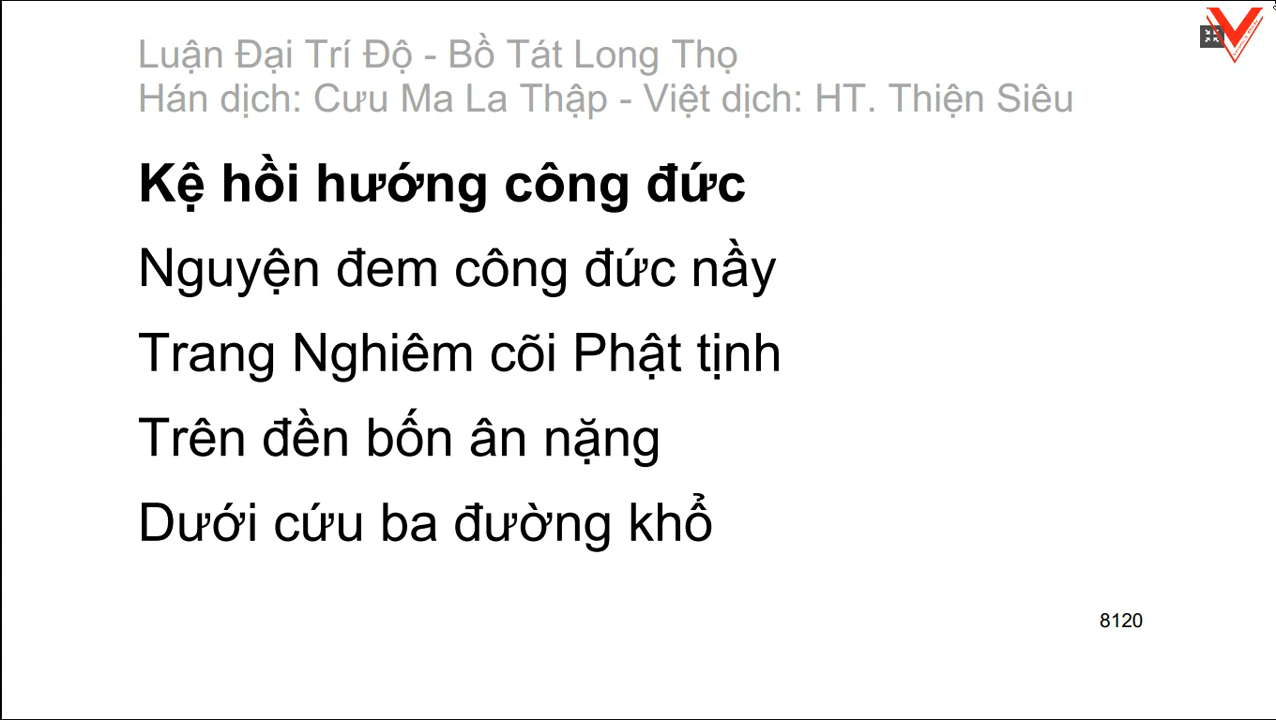 Luận Đại Trí Độ - Bồ Tát Long Thọ
Hán dịch: Cưu Ma La Thập - Việt dịch: HT. Thiện Siêu
Kệ hồi hướng công đức
Nguyện đem công đức nầy
Trang Nghiêm cõi Phật tịnh
Trên đền bốn ân nặng
Dưới cứu ba đường khổ
8120